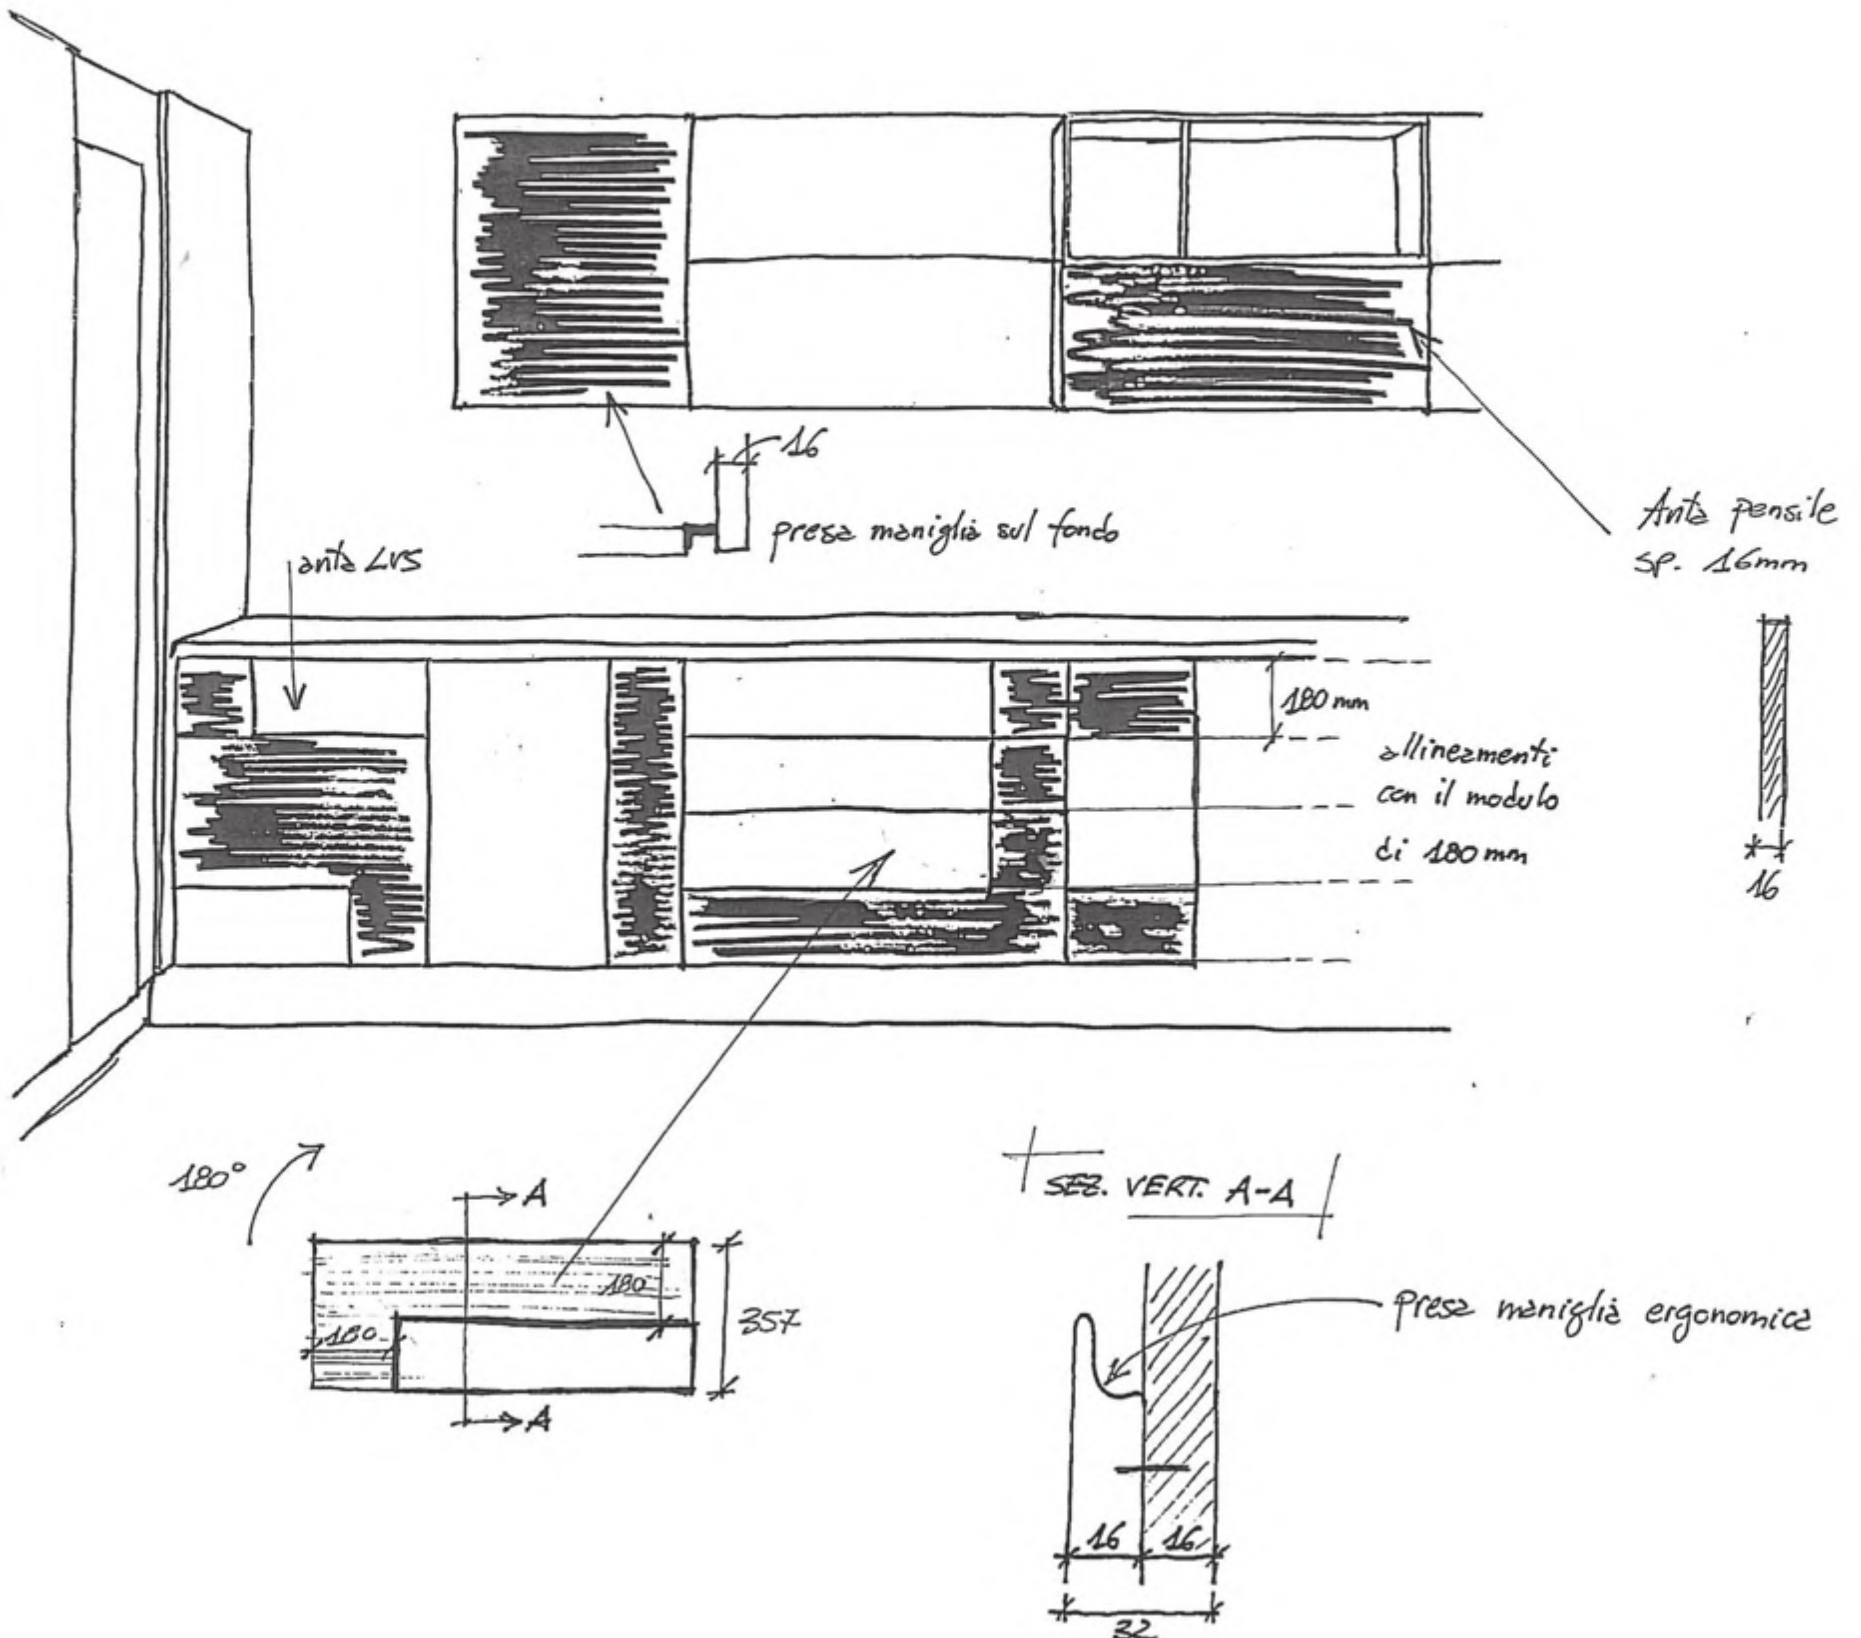 16
presa maniglia sul fondo
Anta pensile
sp. 16mm
anta LVS
180 mm
allineamenti
con il modulo
di 180 mm
16
180°
A
180
357
180
A
SEZ. VERT. A-A
presa maniglia ergonomica
16 16
32